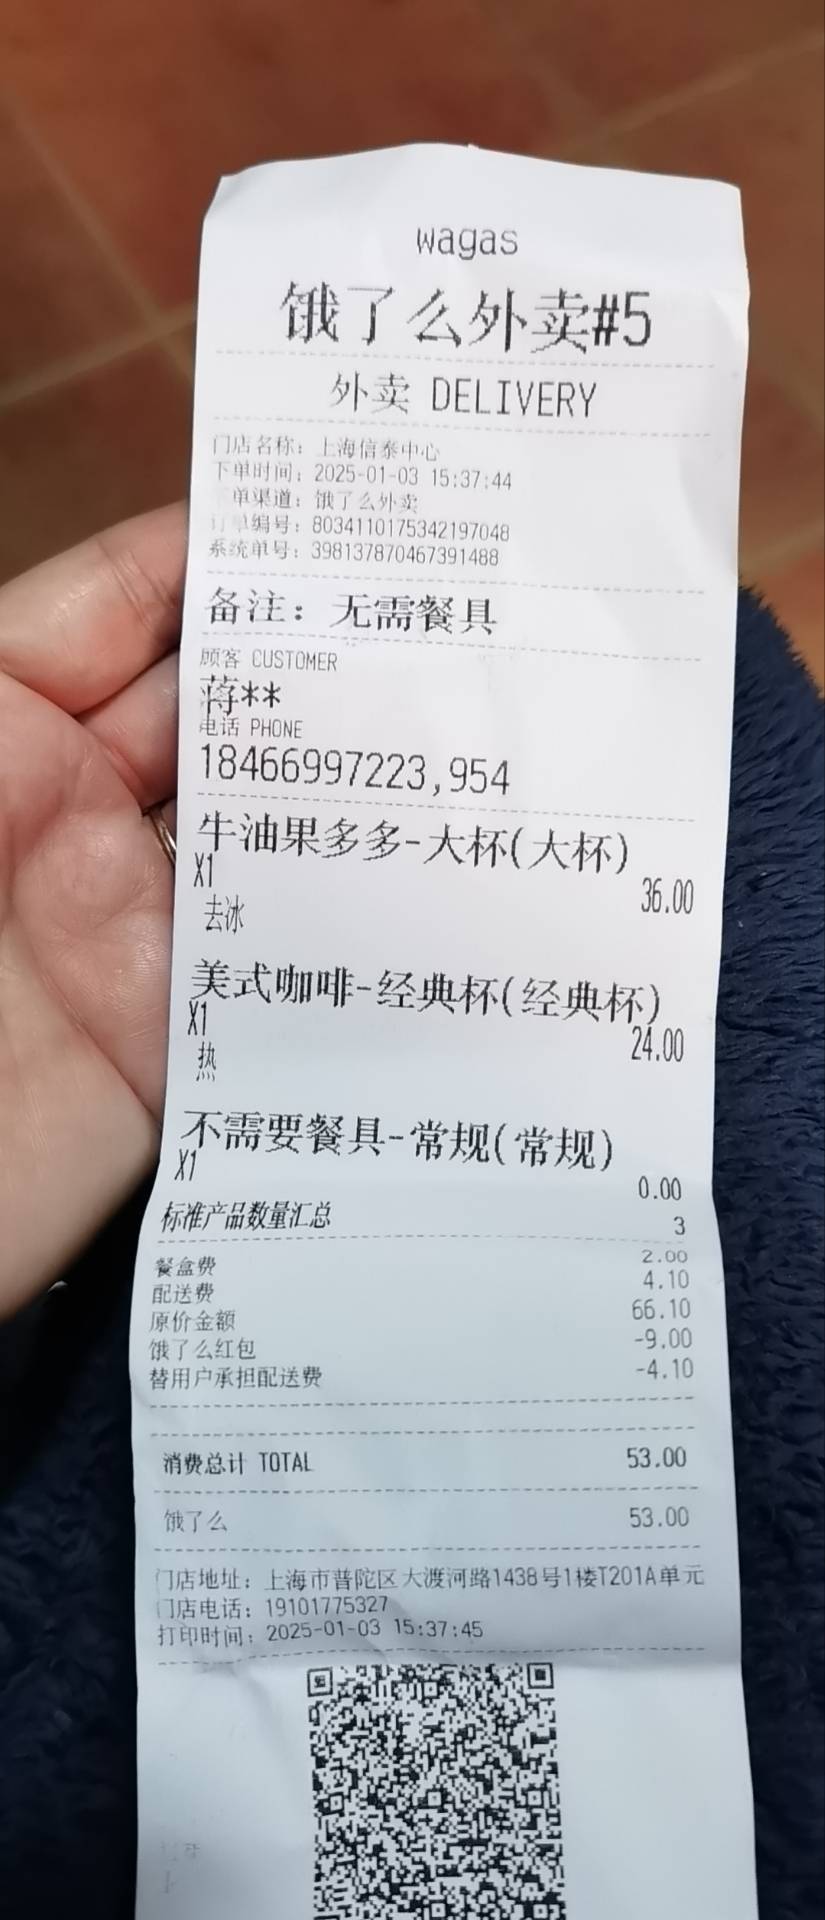 wagas
饿了么外卖#5
外卖 DELIVERY
门店名称：上海信泰中心
下单时间：2025-01-03 15:37:44
单渠道：饿了么外卖
订单编号：8034110175342197048
系统单号：398137870467391488
备注：无需餐具
顾客 CUSTOMER
蒋**
电话 PHONE
18466997223,954
牛油果多多-大杯(大杯)
X1 36.00
去冰
美式咖啡-经典杯(经典杯)
X1 24.00
热
不需要餐具-常规(常规)
X1 0.00
标准产品数量汇总 3
餐盒费 2.00
配送费 4.10
原价金额 66.10
饿了么红包 -9.00
替用户承担配送费 -4.10
消费总计 TOTAL 53.00
饿了么 53.00
门店地址：上海市普陀区大渡河路1438号1楼T201A单元
门店电话：19101775327
打印时间：2025-01-03 15:37:45